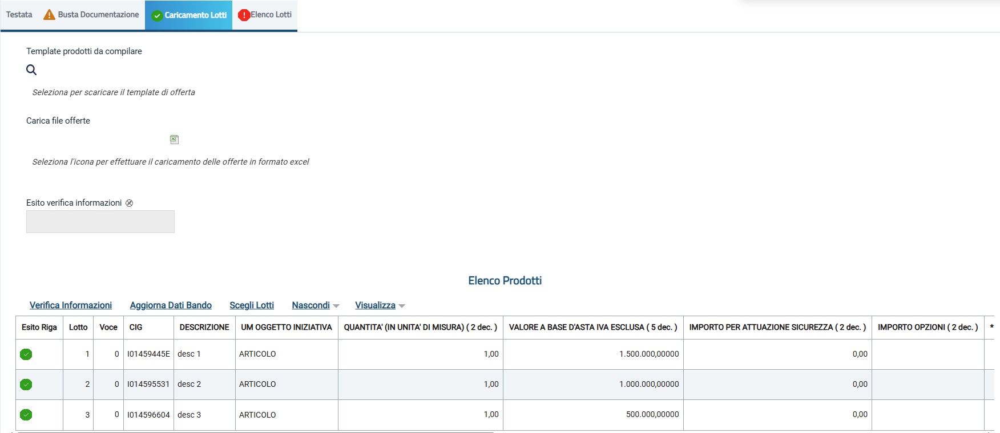 Testata Busta Documentazione Caricamento Lotti Elenco Lotti
Template prodotti da compilare
Seleziona per scaricare il template di offerta
Carica file offerte
Seleziona l'icona per effettuare il caricamento delle offerte in formato excel
Esito verifica informazioni
Elenco Prodotti
Verifica Informazioni Aggiorna Dati Bando Scegli Lotti Nascondi Visualizza
Esito Riga Lotto Voce CIG DESCRIZIONE UM OGGETTO INIZIATIVA QUANTITA' (IN UNITA' DI MISURA) ( 2 dec. ) VALORE A BASE D'ASTA IVA ESCLUSA ( 5 dec. ) IMPORTO PER ATTUAZIONE SICUREZZA ( 2 dec. ) IMPORTO OPZIONI ( 2 dec. ) *
1 0 I01459445E desc 1 ARTICOLO 1,00 1.500.000,00000 0,00
2 0 I014595531 desc 2 ARTICOLO 1,00 1.000.000,00000 0,00
3 0 I014596604 desc 3 ARTICOLO 1,00 500.000,00000 0,00